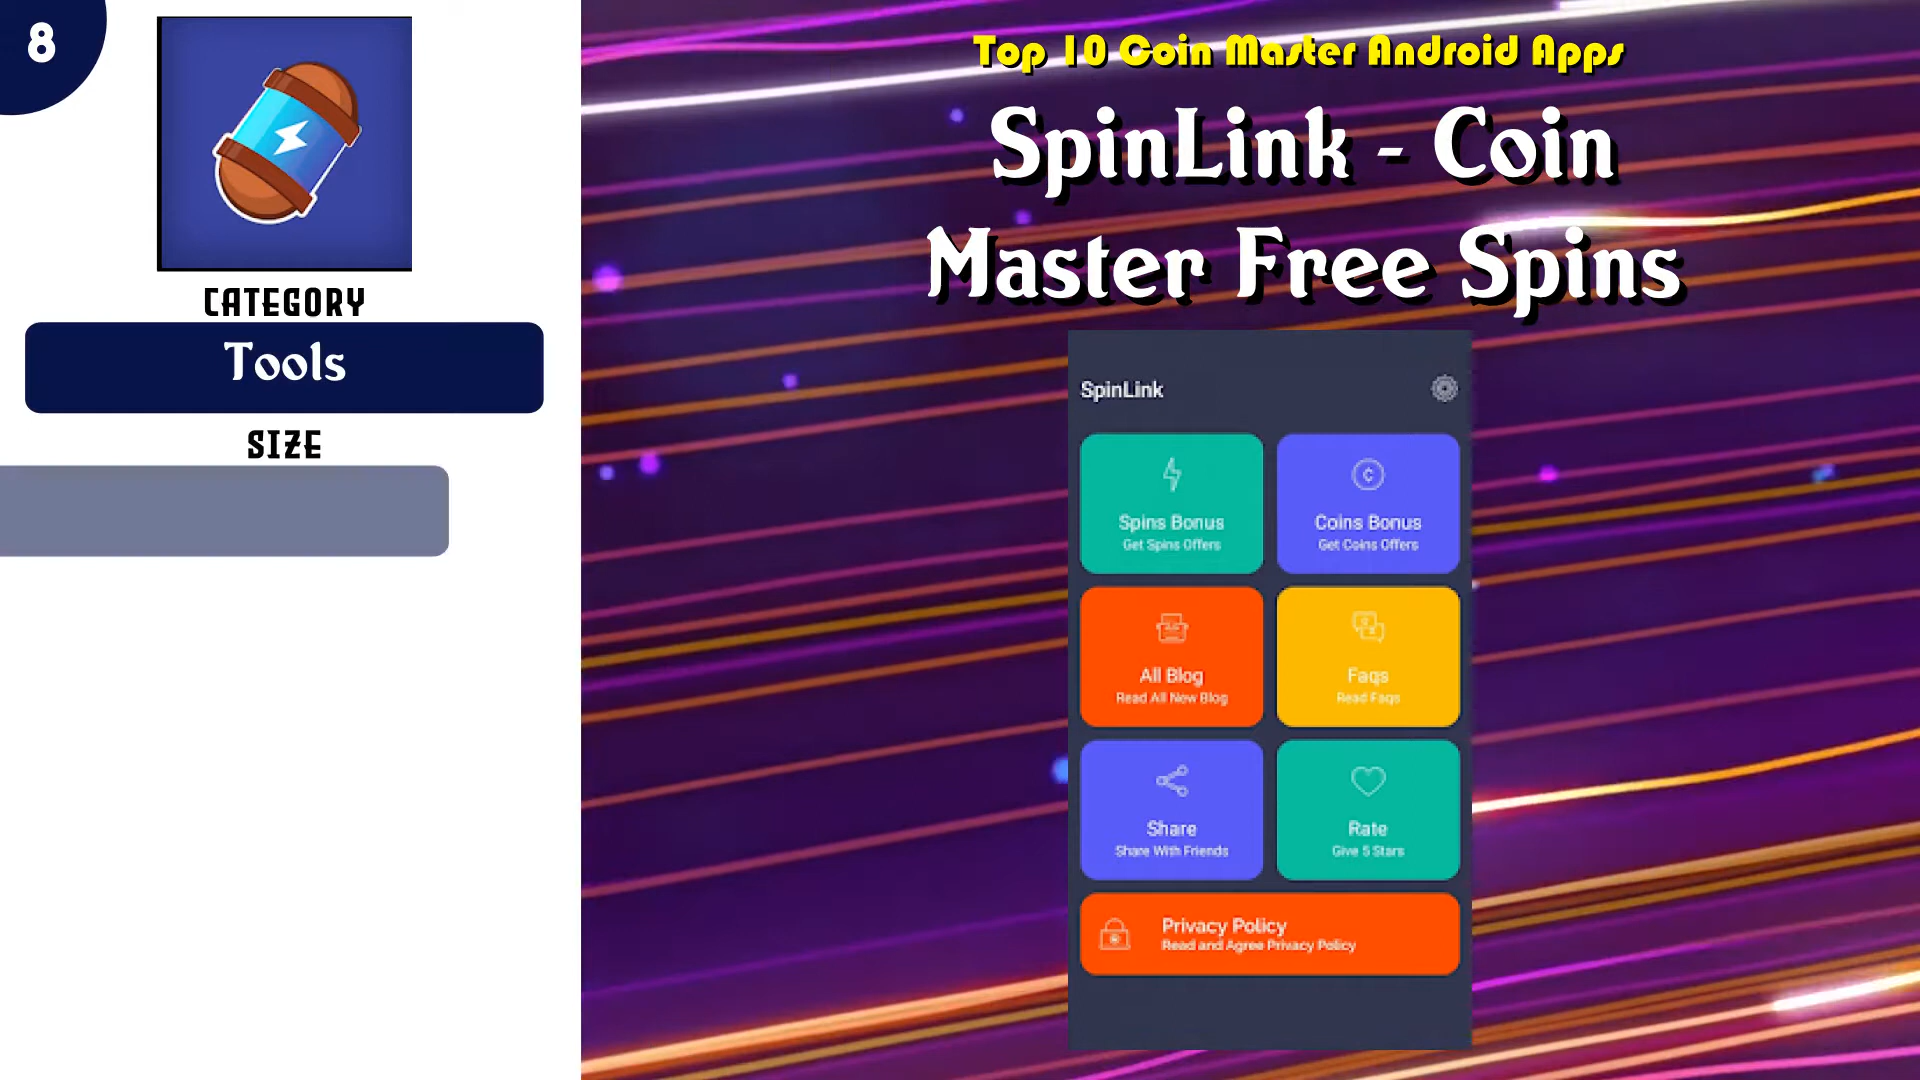 8
CATEGORY
Tools
SIZE
Top 10 Coin Master Android Apps
SpinLink - Coin
Master Free Spins
SpinLink
Spins Bonus
Get Spins Offers
Coins Bonus
Get Coins Offers
All Blog
Read All New Blog
Faqs
Read Faqs
Share
Share With Friends
Rate
Give 5 Stars
Privacy Policy
Read and Agree Privacy Policy